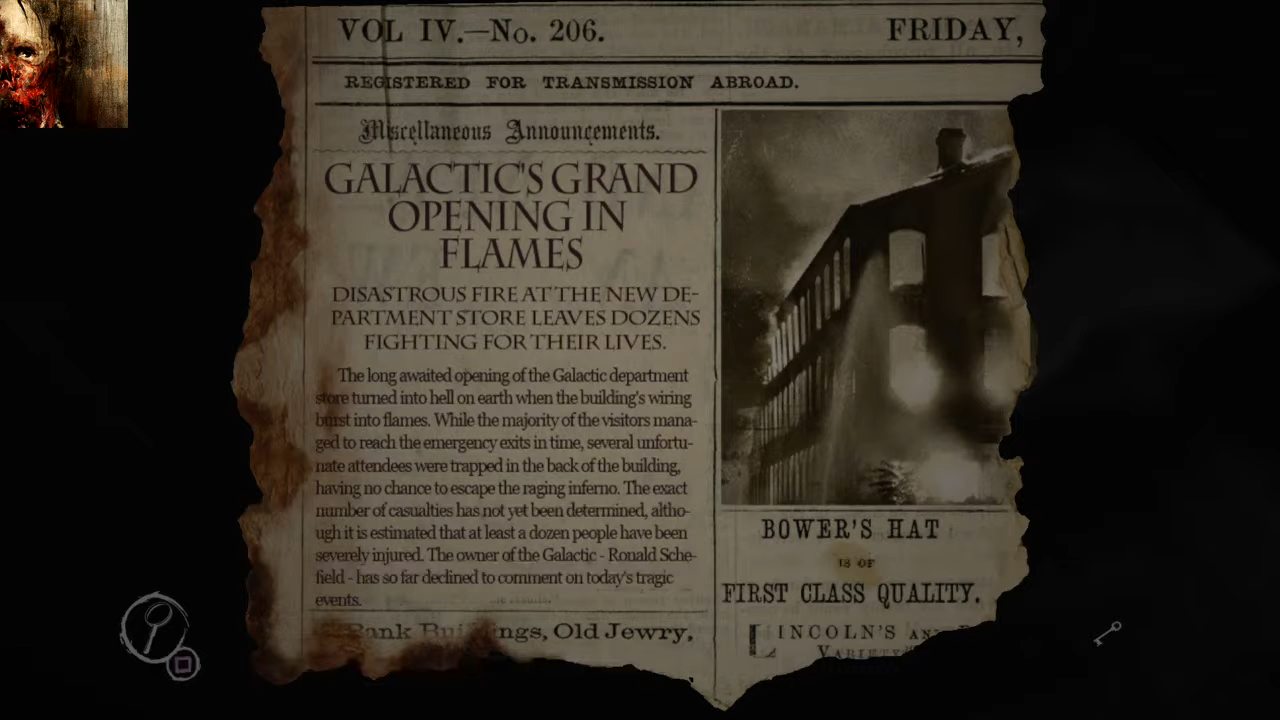 VOL IV.—No. 206.
FRIDAY,
REGISTERED FOR TRANSMISSION ABROAD.
Miscellaneous Announcements.
GALACTIC'S GRAND
OPENING IN
FLAMES
DISASTROUS FIRE AT THE NEW DE-
PARTMENT STORE LEAVES DOZENS
FIGHTING FOR THEIR LIVES.
The long awaited opening of the Galactic department
store turned into hell on earth when the building's wiring
burst into flames. While the majority of the visitors mana-
ged to reach the emergency exits in time, several unfortu-
nate attendees were trapped in the back of the building,
having no chance to escape the raging inferno. The exact
number of casualties has not yet been determined, altho-
ugh it is estimated that at least a dozen people have been
severely injured. The owner of the Galactic - Ronald Sche-
field - has so far declined to comment on today's tragic
events.
Bank Buildings, Old Jewry,
BOWER'S HAT
IS OF
FIRST CLASS QUALITY.
LINCOLN'S
VARIETY